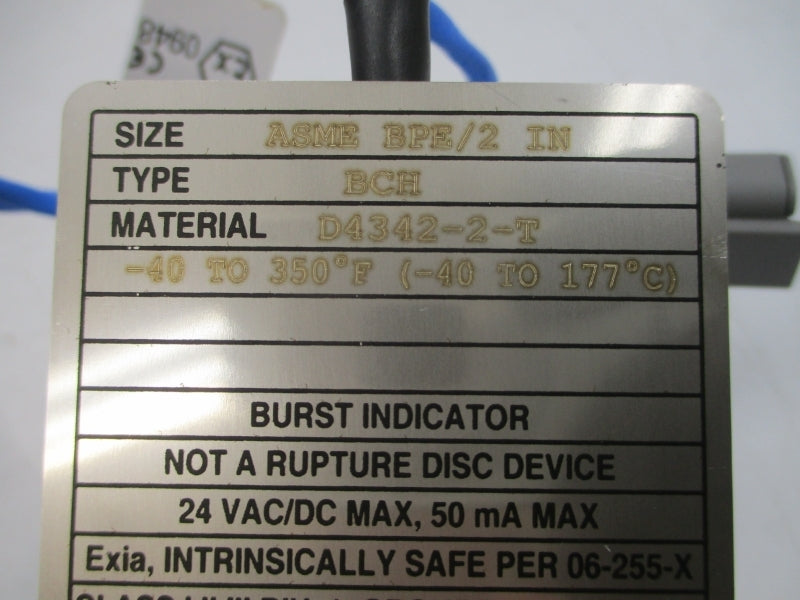 0948
CE Ex
SIZE ASME BPE/2 IN
TYPE BCH
MATERIAL D4342-2-T
-40 TO 350°F (-40 TO 177°C)
BURST INDICATOR
NOT A RUPTURE DISC DEVICE
24 VAC/DC MAX, 50 mA MAX
Exia, INTRINSICALLY SAFE PER 06-255-X